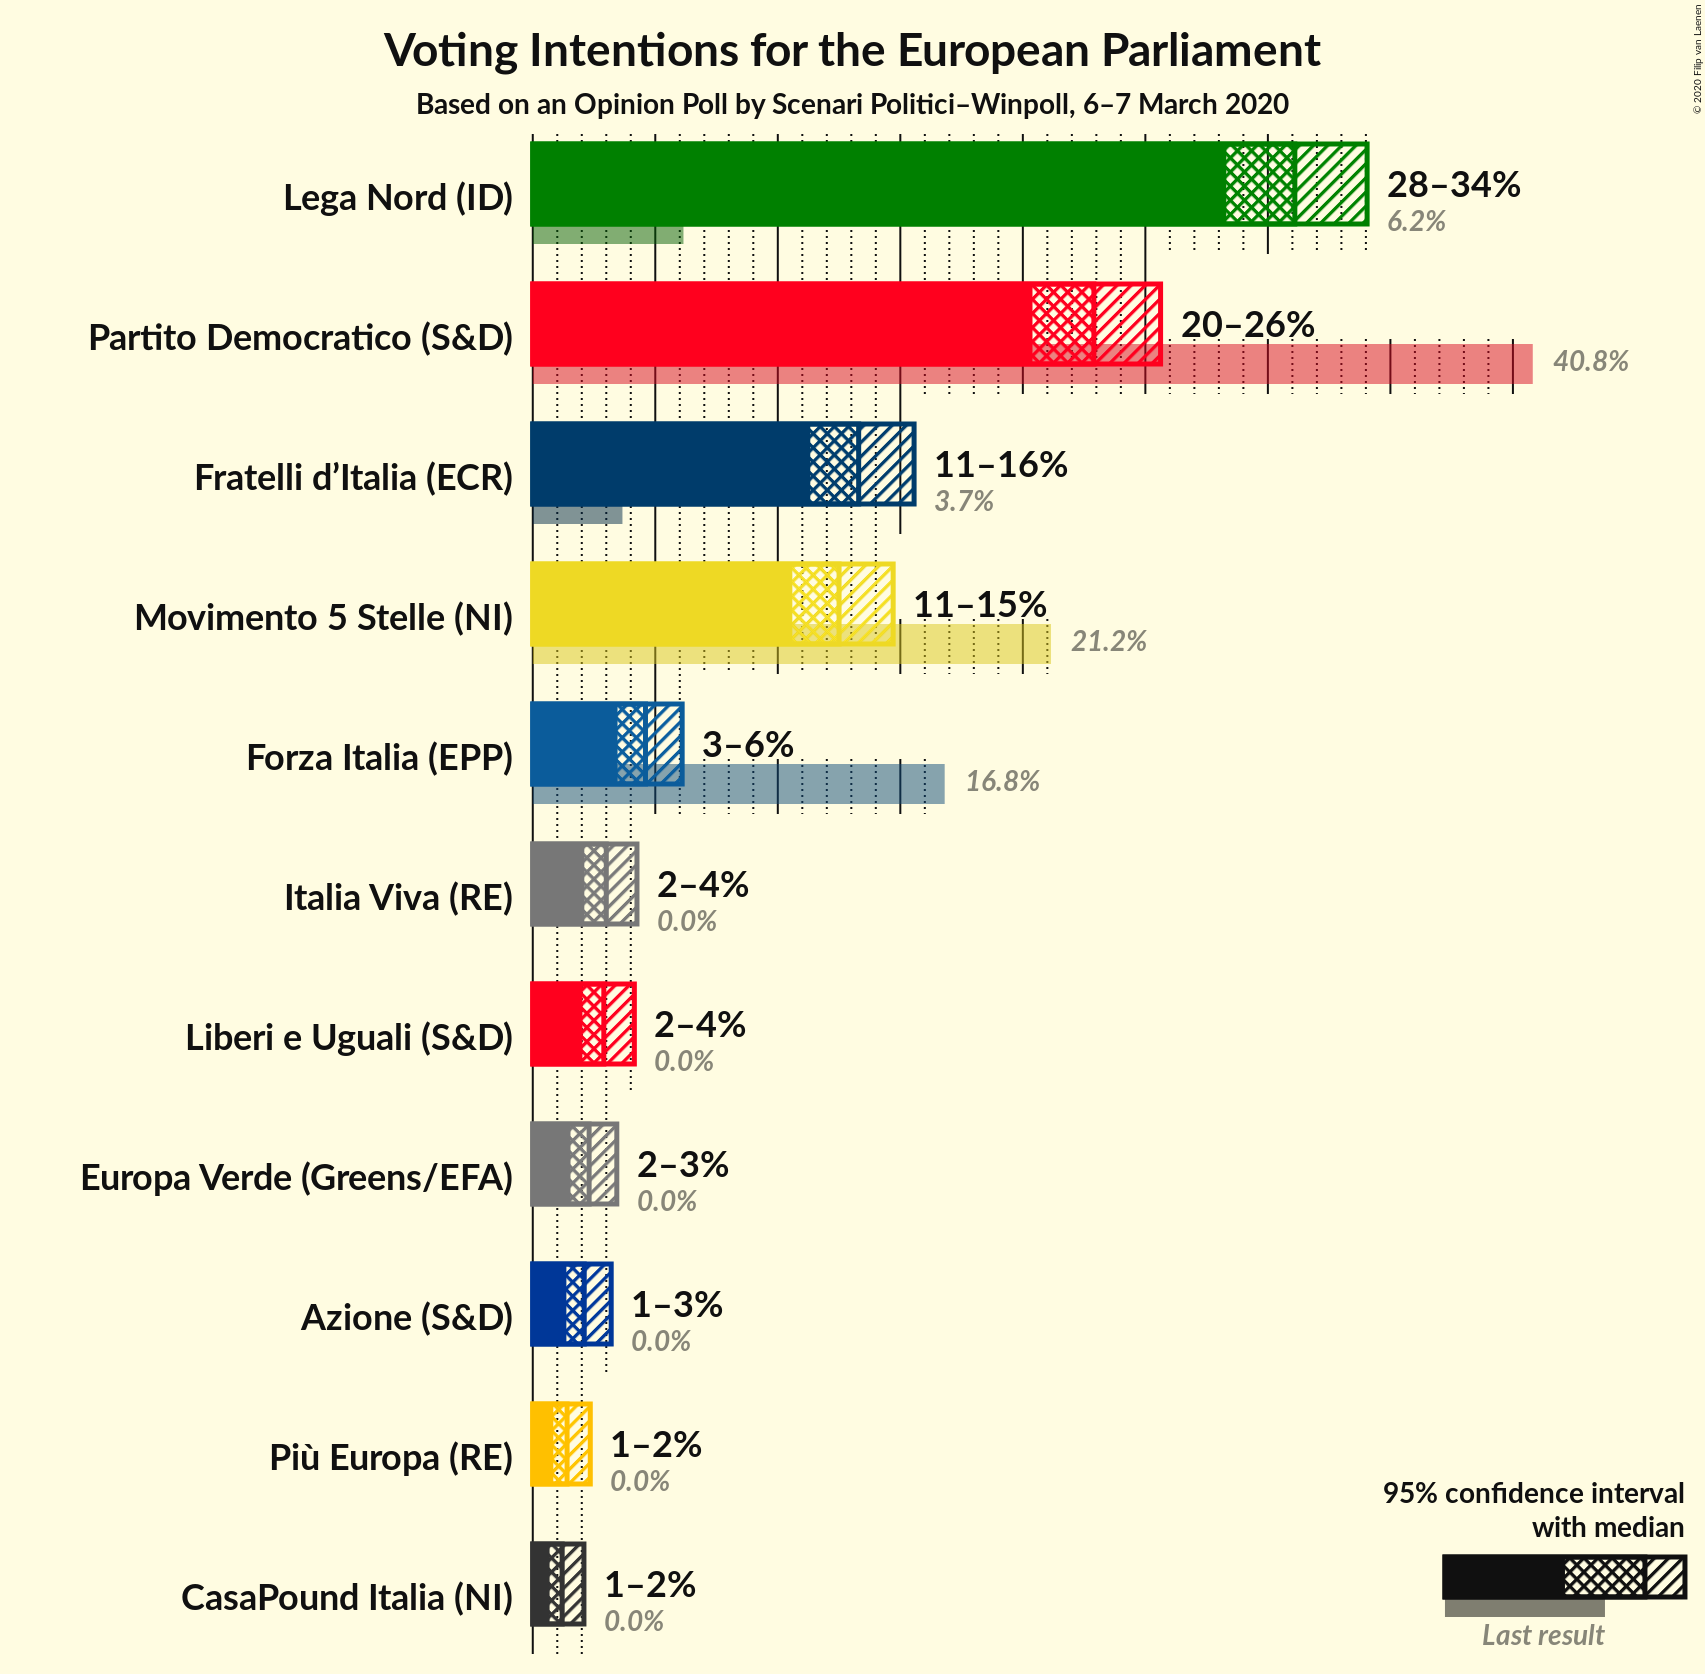 Voting Intentions for the European Parliament
Based on an Opinion Poll by Scenari Politici–Winpoll, 6–7 March 2020
© 2020 Filip van Laenen
Lega Nord (ID)
28–34%
6.2%
Partito Democratico (S&D)
20–26%
40.8%
Fratelli d’Italia (ECR)
11–16%
3.7%
Movimento 5 Stelle (NI)
11–15%
21.2%
Forza Italia (EPP)
3–6%
16.8%
Italia Viva (RE)
2–4%
0.0%
Liberi e Uguali (S&D)
2–4%
0.0%
Europa Verde (Greens/EFA)
2–3%
0.0%
Azione (S&D)
1–3%
0.0%
Più Europa (RE)
1–2%
0.0%
CasaPound Italia (NI)
1–2%
0.0%
95% confidence interval
with median
Last result